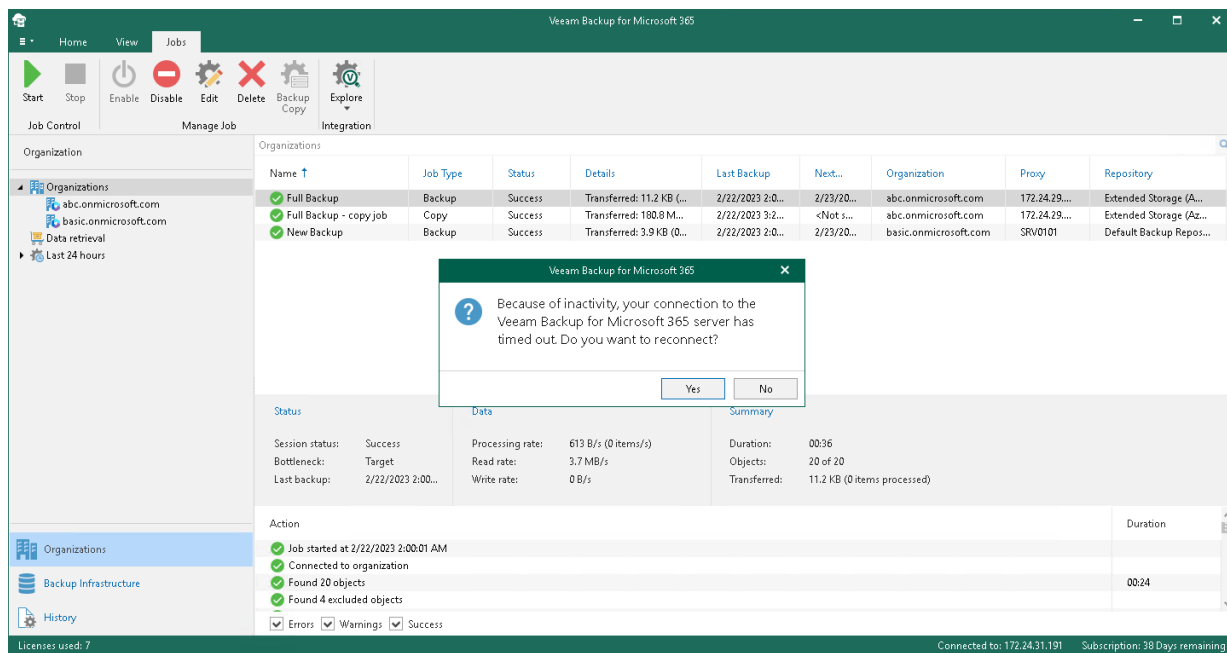 Veeam Backup for Microsoft 365
Home View Jobs
Start Stop Enable Disable Edit Delete Backup Copy Explore
Job Control Manage Job Integration
Organization
Organizations
abc.onmicrosoft.com
basic.onmicrosoft.com
Data retrieval
Last 24 hours
Organizations
Name Job Type Status Details Last Backup Next... Organization Proxy Repository
Full Backup Backup Success Transferred: 11.2 KB (... 2/22/2023 2:0... 2/23/20... abc.onmicrosoft.com 172.24.29.... Extended Storage (A...
Full Backup - copy job Copy Success Transferred: 180.8 M... 2/22/2023 3:2... <Not s... abc.onmicrosoft.com 172.24.29.... Extended Storage (Az...
New Backup Backup Success Transferred: 3.9 KB (0... 2/22/2023 2:0... 2/23/20... basic.onmicrosoft.com SRV0101 Default Backup Repos...
Veeam Backup for Microsoft 365
Because of inactivity, your connection to the
Veeam Backup for Microsoft 365 server has
timed out. Do you want to reconnect?
Yes No
Status Data Summary
Session status: Success Processing rate: 613 B/s (0 items/s) Duration: 00:36
Bottleneck: Target Read rate: 3.7 MB/s Objects: 20 of 20
Last backup: 2/22/2023 2:00... Write rate: 0 B/s Transferred: 11.2 KB (0 items processed)
Action Duration
Job started at 2/22/2023 2:00:01 AM
Connected to organization
Found 20 objects 00:24
Found 4 excluded objects
Errors Warnings Success
Organizations
Backup Infrastructure
History
Licenses used: 7 Connected to: 172.24.31.191 Subscription: 38 Days remaining